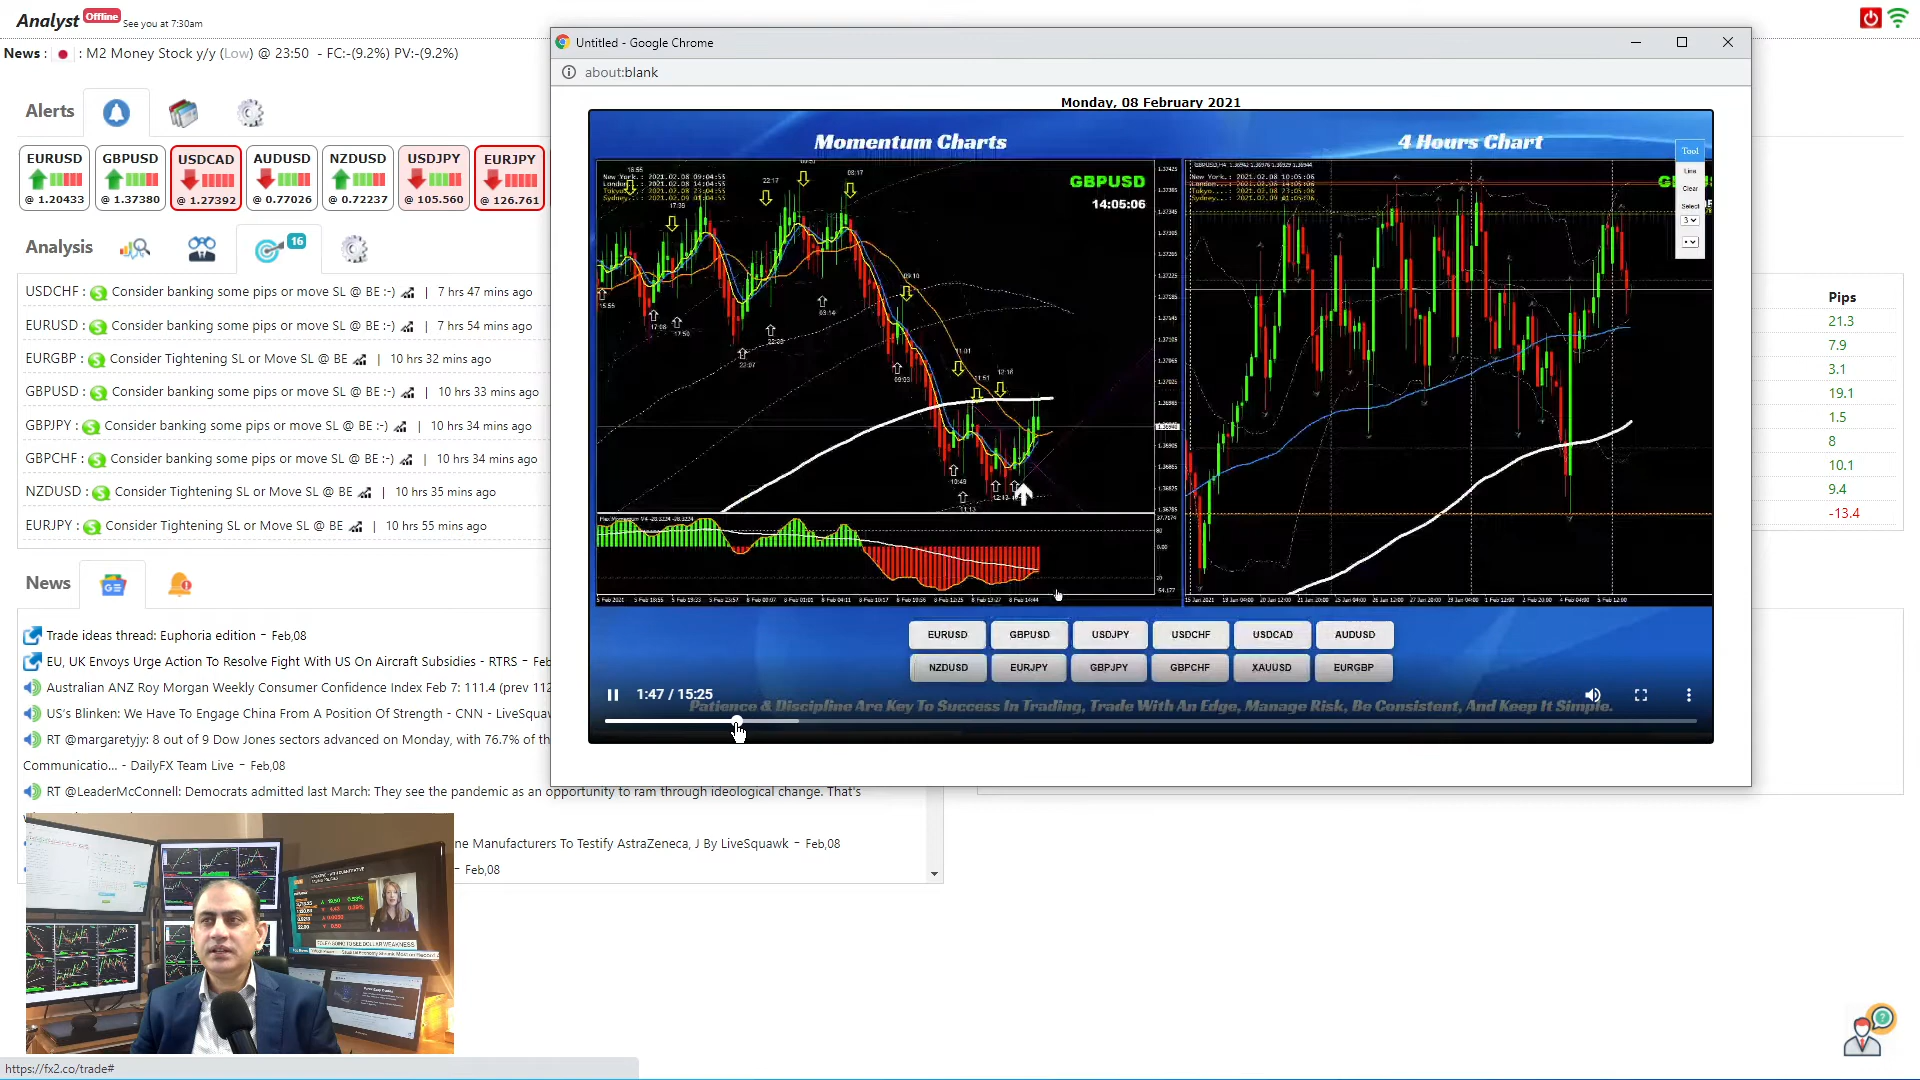 Analyst Offline See you at 7:30am
News : : M2 Money Stock y/y (Low) @ 23:50 - FC:-(9.2%) PV:-(9.2%)
Alerts
EURUSD GBPUSD USDCAD AUDUSD NZDUSD USDJPY EURJPY
@ 1.20433 @ 1.37380 @ 1.27392 @ 0.77026 @ 0.72237 @ 105.560 @ 126.761
Analysis 16
USDCHF : Consider banking some pips or move SL @ BE :-) | 7 hrs 47 mins ago
EURUSD : Consider banking some pips or move SL @ BE :-) | 7 hrs 54 mins ago
EURGBP : Consider Tightening SL or Move SL @ BE | 10 hrs 32 mins ago
GBPUSD : Consider banking some pips or move SL @ BE :-) | 10 hrs 33 mins ago
GBPJPY : Consider banking some pips or move SL @ BE :-) | 10 hrs 34 mins ago
GBPCHF : Consider banking some pips or move SL @ BE :-) | 10 hrs 34 mins ago
NZDUSD : Consider Tightening SL or Move SL @ BE | 10 hrs 35 mins ago
EURJPY : Consider Tightening SL or Move SL @ BE | 10 hrs 55 mins ago
News
Trade ideas thread: Euphoria edition - Feb,08
EU, UK Envoys Urge Action To Resolve Fight With US On Aircraft Subsidies - RTRS - Feb
Australian ANZ Roy Morgan Weekly Consumer Confidence Index Feb 7: 111.4 (prev 112
US's Blinken: We Have To Engage China From A Position Of Strength - CNN - LiveSquaw
RT @margaretyjy: 8 out of 9 Dow Jones sectors advanced on Monday, with 76.7% of th
Communicatio... - DailyFX Team Live - Feb,08
RT @LeaderMcConnell: Democrats admitted last March: They see the pandemic as an opportunity to ram through ideological change. That's
ne Manufacturers To Testify AstraZeneca, J By LiveSquawk - Feb,08
- Feb,08
Untitled - Google Chrome
about:blank
Monday, 08 February 2021
Momentum Charts
4 Hours Chart
GBPUSD
14:05:06
Tool
Line
Clear
Select
3
EURUSD GBPUSD USDJPY USDCHF USDCAD AUDUSD
NZDUSD EURJPY GBPJPY GBPCHF XAUUSD EURGBP
1:47 / 15:25
Patience & Discipline Are Key To Success In Trading, Trade With An Edge, Manage Risk, Be Consistent, And Keep It Simple.
Pips
21.3
7.9
3.1
19.1
1.5
8
10.1
9.4
-13.4
https://fx2.co/trade#